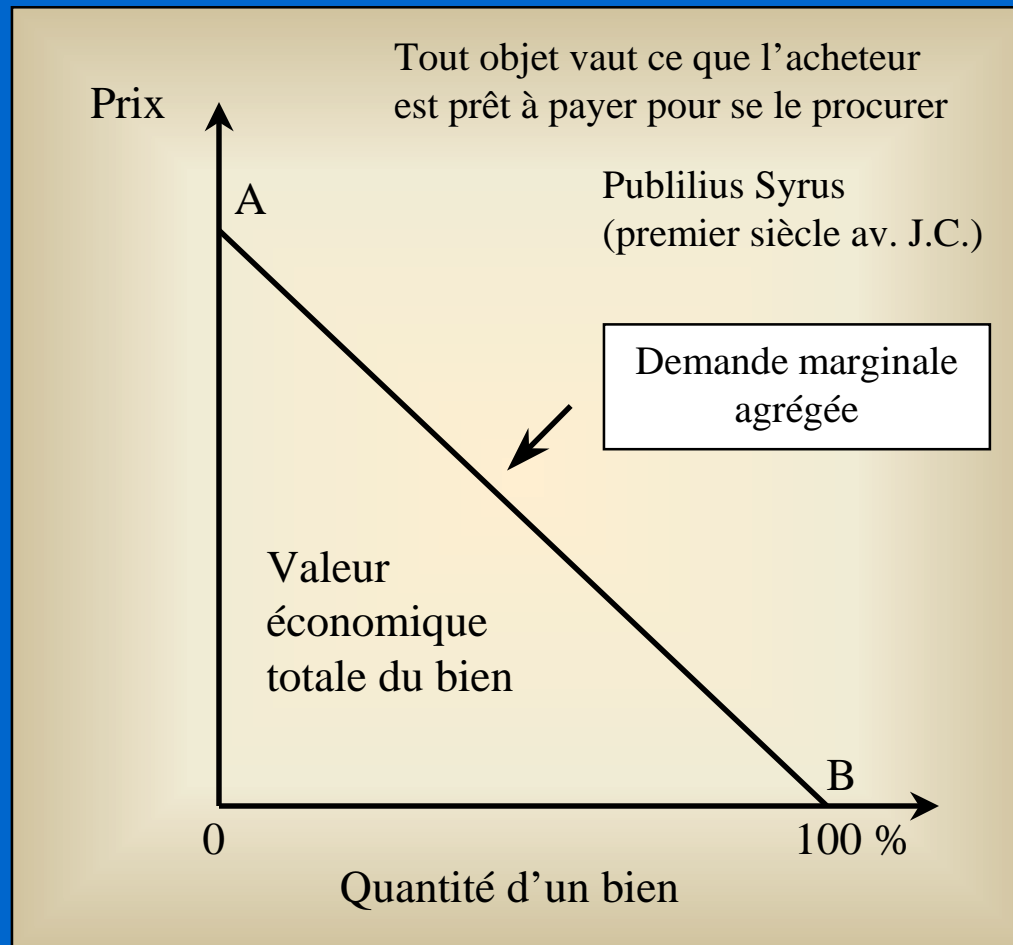 Tout objet vaut ce que l’acheteur
est prêt à payer pour se le procurer
Prix
Publilius Syrus
(premier siècle av. J.C.)
A
Demande marginale
agrégée
Valeur
économique
totale du bien
B
0
100 %
Quantité d’un bien